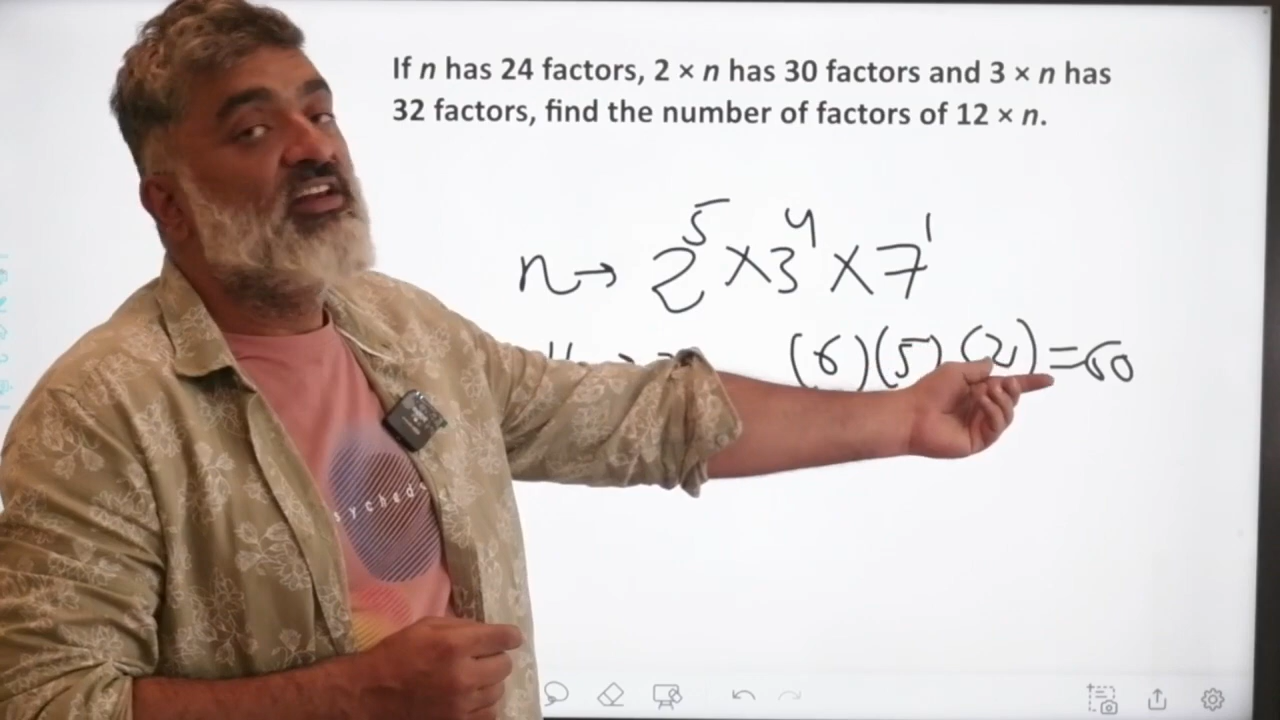 If n has 24 factors, 2 × n has 30 factors and 3 × n has
32 factors, find the number of factors of 12 × n.
n → 2⁵ × 3⁴ × 7¹
(6)(5)(2) = 60
sychede